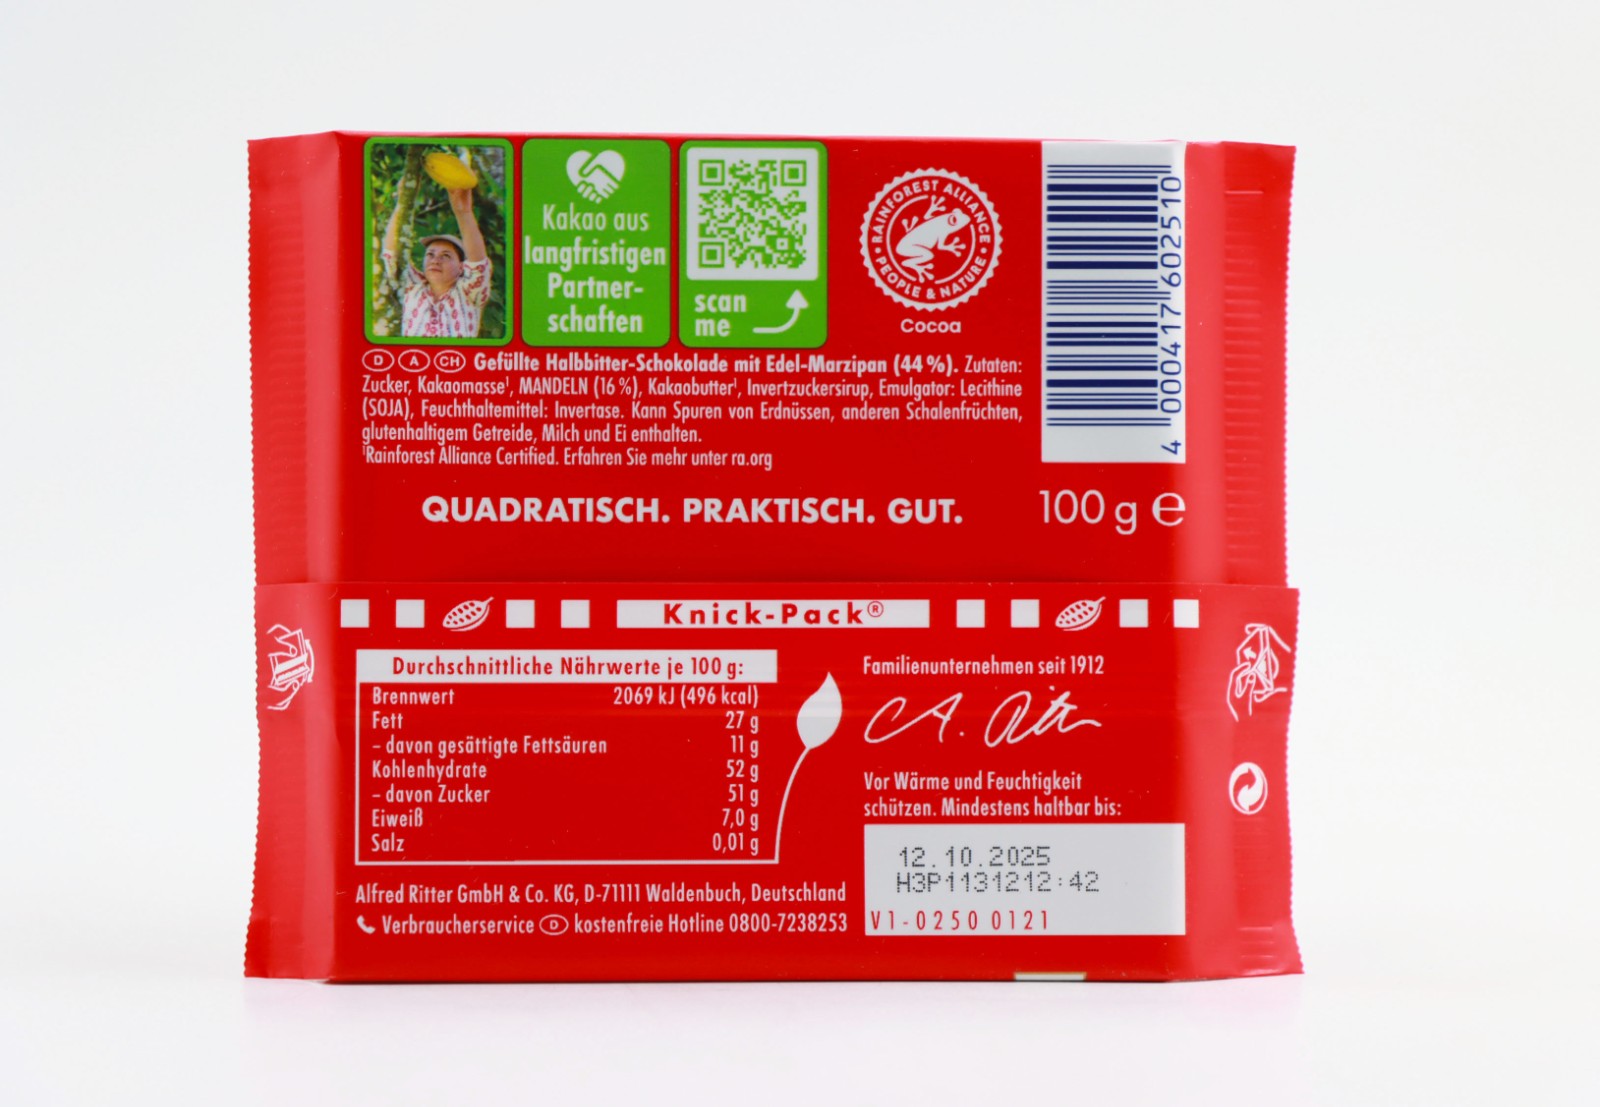 Kakao aus
langfristigen
Partner-
schaften
scan
me
RAINFOREST ALLIANCE
PEOPLE & NATURE
Cocoa
4 000417 602510
D A CH Gefüllte Halbbitter-Schokolade mit Edel-Marzipan (44 %). Zutaten:
Zucker, Kakaomasse¹, MANDELN (16 %), Kakaobutter¹, Invertzuckersirup, Emulgator: Lecithine
(SOJA), Feuchthaltemittel: Invertase. Kann Spuren von Erdnüssen, anderen Schalenfrüchten,
glutenhaltigem Getreide, Milch und Ei enthalten.
¹Rainforest Alliance Certified. Erfahren Sie mehr unter ra.org
QUADRATISCH. PRAKTISCH. GUT.
100 g ℮
Knick-Pack®
Durchschnittliche Nährwerte je 100 g:
Brennwert 2069 kJ (496 kcal)
Fett 27 g
– davon gesättigte Fettsäuren 11 g
Kohlenhydrate 52 g
– davon Zucker 51 g
Eiweiß 7,0 g
Salz 0,01 g
Familienunternehmen seit 1912
A. Ritter
Vor Wärme und Feuchtigkeit
schützen. Mindestens haltbar bis:
12.10.2025
H3P1131212:42
V1-0250 0121
Alfred Ritter GmbH & Co. KG, D-71111 Waldenbuch, Deutschland
Verbraucherservice D kostenfreie Hotline 0800-7238253